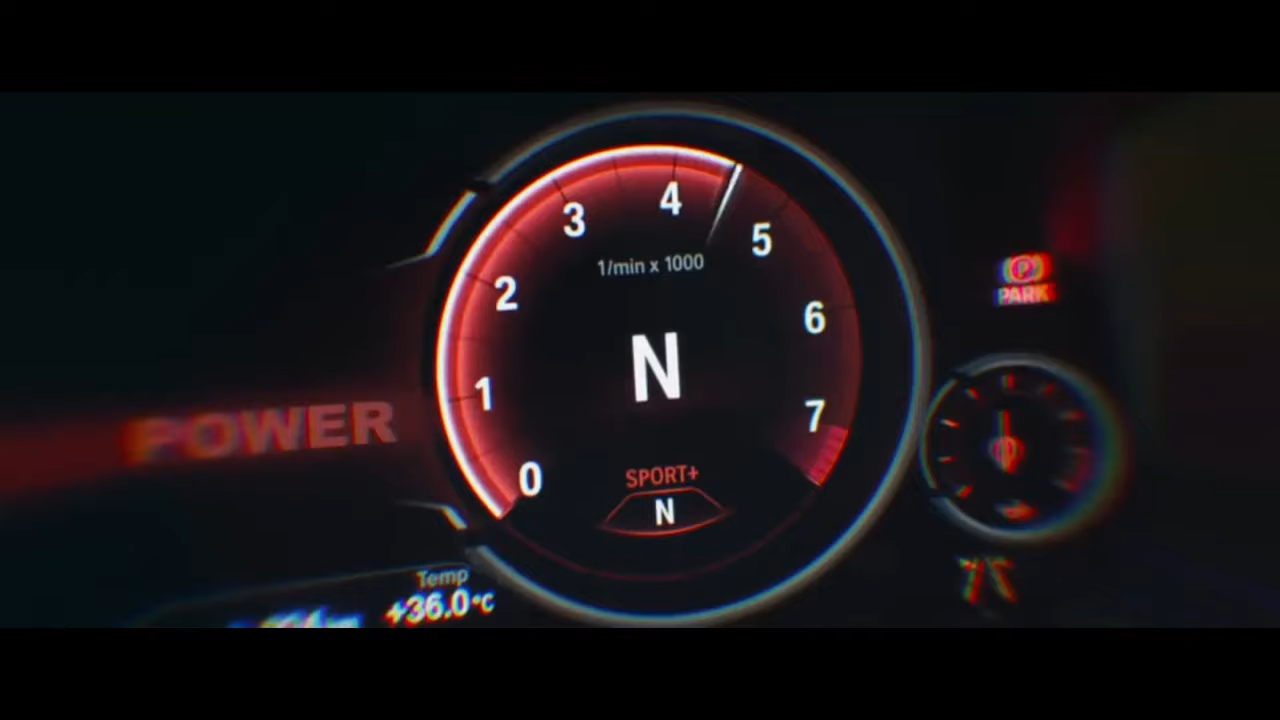 4
3
5
1/min x 1000
2
P
PARK
6
N
1
7
POWER
0
SPORT+
N
Temp
+36.0°C